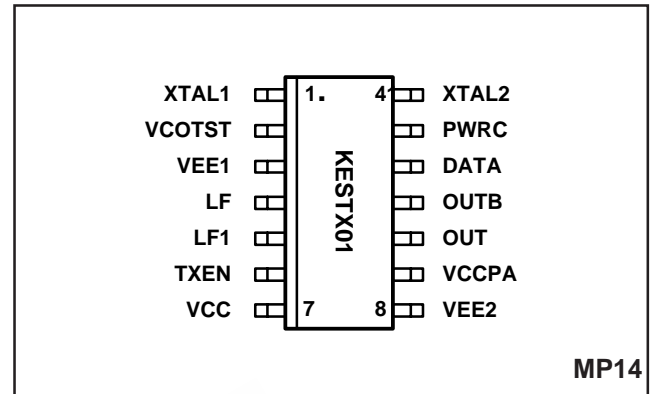 XTAL1 1. 41 XTAL2
VCOTST PWRC
VEE1 DATA
LF OUTB
LF1 OUT
TXEN VCCPA
VCC 7 8 VEE2
KESTX01
MP14